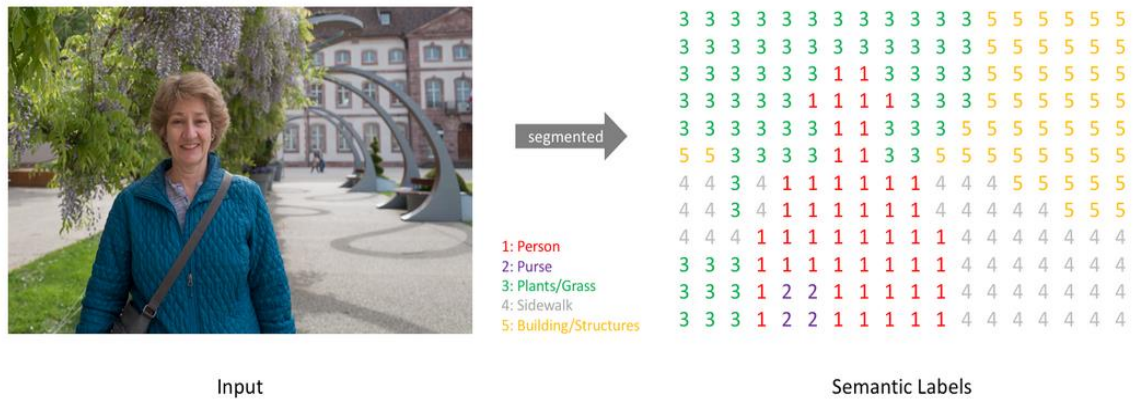 segmented
1: Person
2: Purse
3: Plants/Grass
4: Sidewalk
5: Building/Structures
3 3 3 3 3 3 3 3 3 3 3 3 5 5 5 5 5 5
3 3 3 3 3 3 3 3 3 3 3 3 5 5 5 5 5 5
3 3 3 3 3 3 1 1 3 3 3 3 5 5 5 5 5 5
3 3 3 3 3 1 1 1 1 3 3 3 5 5 5 5 5 5
3 3 3 3 3 3 1 1 3 3 3 5 5 5 5 5 5 5
5 5 3 3 3 3 1 1 3 3 5 5 5 5 5 5 5 5
4 4 3 4 1 1 1 1 1 1 4 4 4 5 5 5 5 5
4 4 3 4 1 1 1 1 1 1 4 4 4 4 4 5 5 5
4 4 4 1 1 1 1 1 1 1 1 4 4 4 4 4 4 4
3 3 3 1 1 1 1 1 1 1 1 4 4 4 4 4 4 4
3 3 3 1 2 2 1 1 1 1 1 4 4 4 4 4 4 4
3 3 3 1 2 2 1 1 1 1 1 4 4 4 4 4 4 4
Input
Semantic Labels